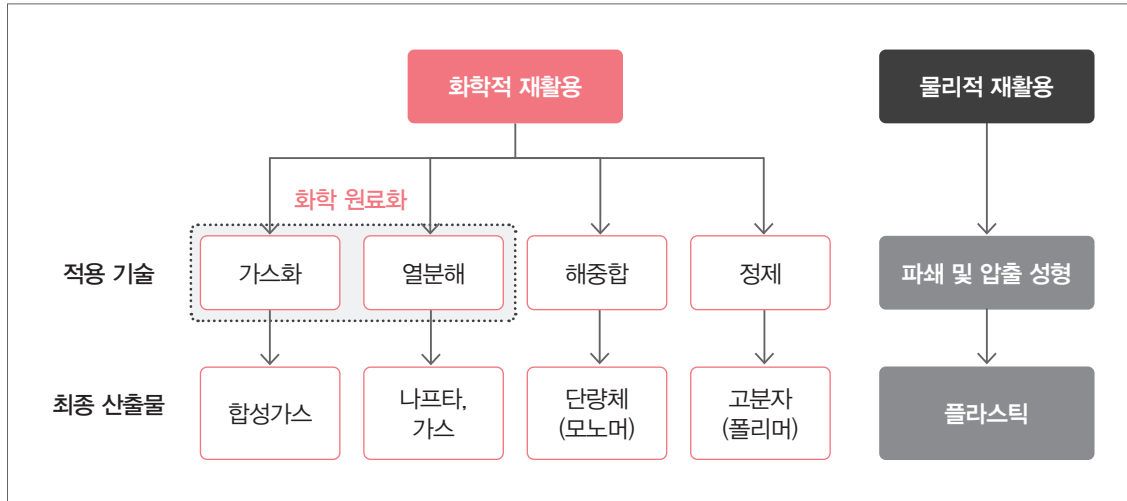 화학적 재활용
물리적 재활용
화학 원료화
적용 기술
가스화
열분해
해중합
정제
파쇄 및 압출 성형
최종 산출물
합성가스
나프타,
가스
단량체
(모노머)
고분자
(폴리머)
플라스틱